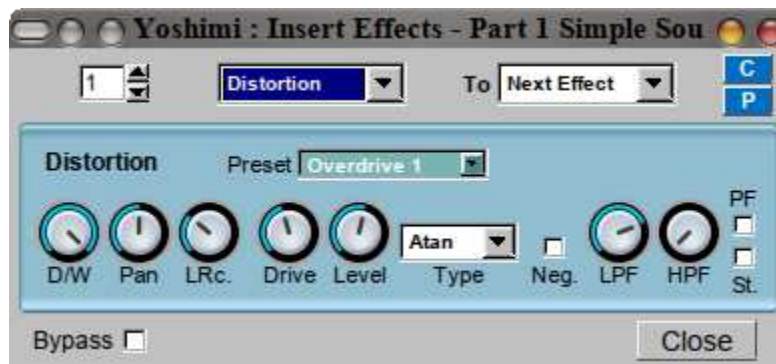 Yoshimi : Insert Effects - Part 1 Simple Sou
1 Distortion To Next Effect C
P
Distortion Preset Overdrive 1
PF
Atan
D/W Pan LRc. Drive Level Type Neg. LPF HPF St.
Bypass Close